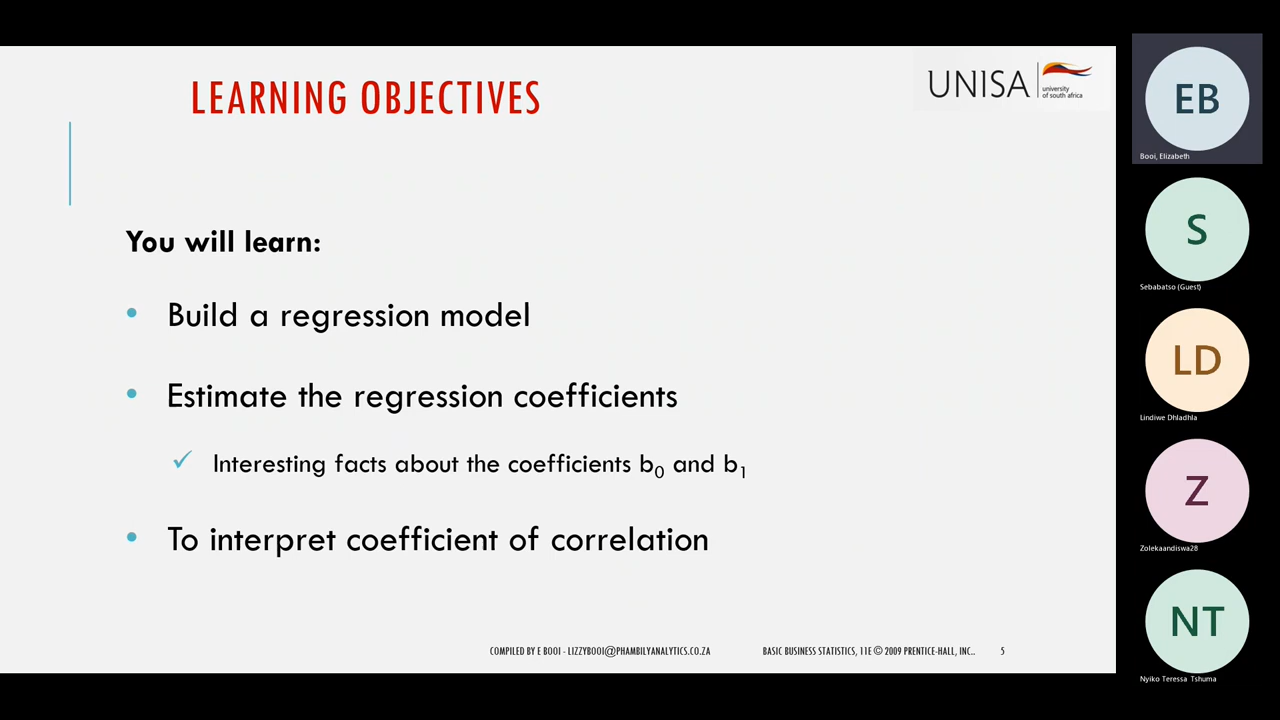 LEARNING OBJECTIVES
UNISA
university
of south africa
You will learn:
• Build a regression model
• Estimate the regression coefficients
✓ Interesting facts about the coefficients b0 and b1
• To interpret coefficient of correlation
COMPILED BY E BOOI - LIZZYBOOI@PHAMBILYANALYTICS.CO.ZA
BASIC BUSINESS STATISTICS, 11E © 2009 PRENTICE-HALL, INC..
5
EB
Booi, Elizabeth
S
Sebabatso (Guest)
LD
Lindiwe Dhladhla
Z
Zolekaandiswa28
NT
Nyiko Teressa Tshuma